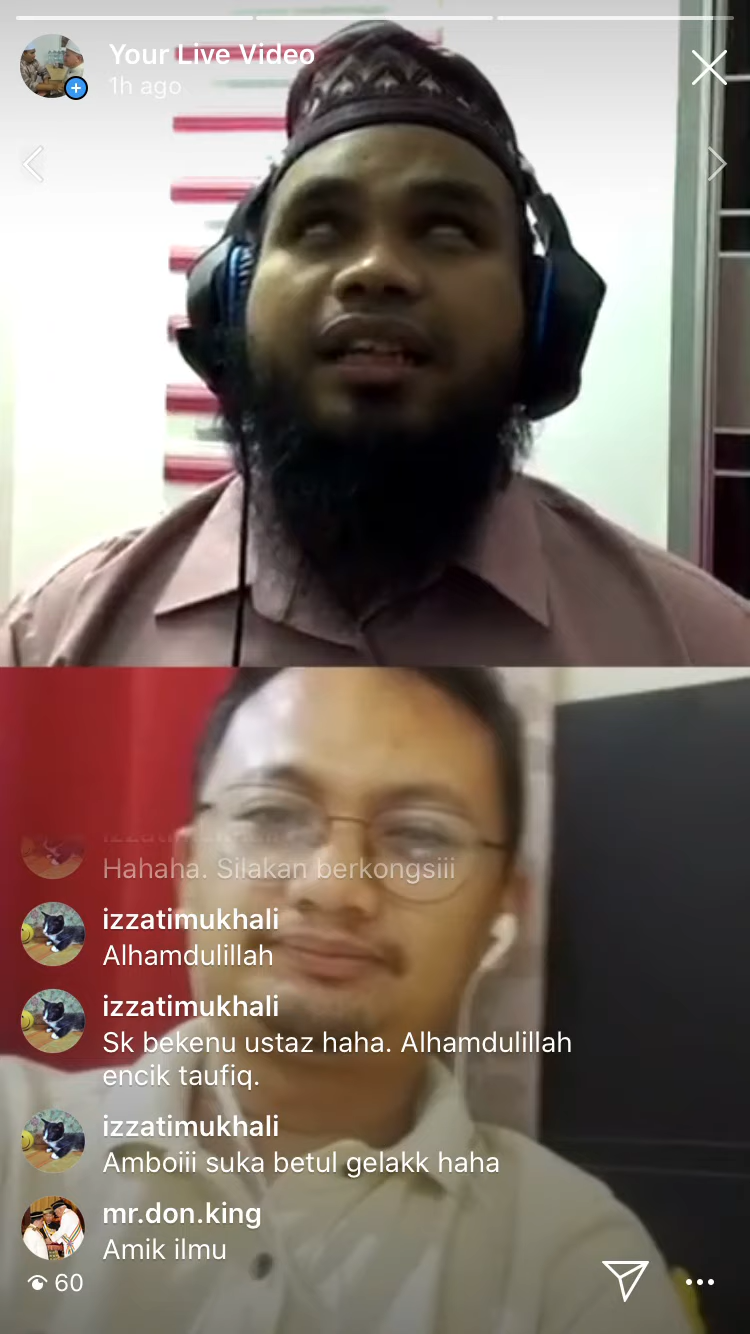 Your Live Video
1h ago
Hahaha. Silakan berkongsiii
izzatimukhali
Alhamdulillah
izzatimukhali
Sk bekenu ustaz haha. Alhamdulillah
encik taufiq.
izzatimukhali
Amboiii suka betul gelakk haha
mr.don.king
Amik ilmu
60